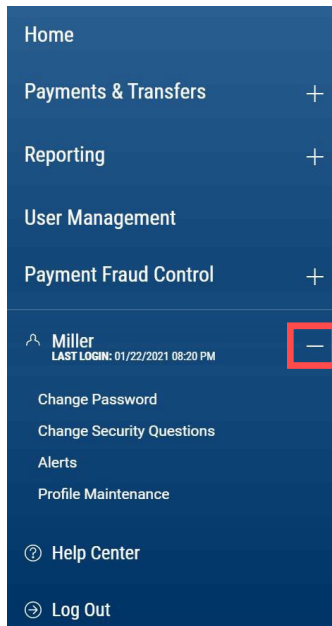 Home
Payments & Transfers
Reporting
User Management
Payment Fraud Control
Miller
LAST LOGIN: 01/22/2021 08:20 PM
Change Password
Change Security Questions
Alerts
Profile Maintenance
Help Center
Log Out